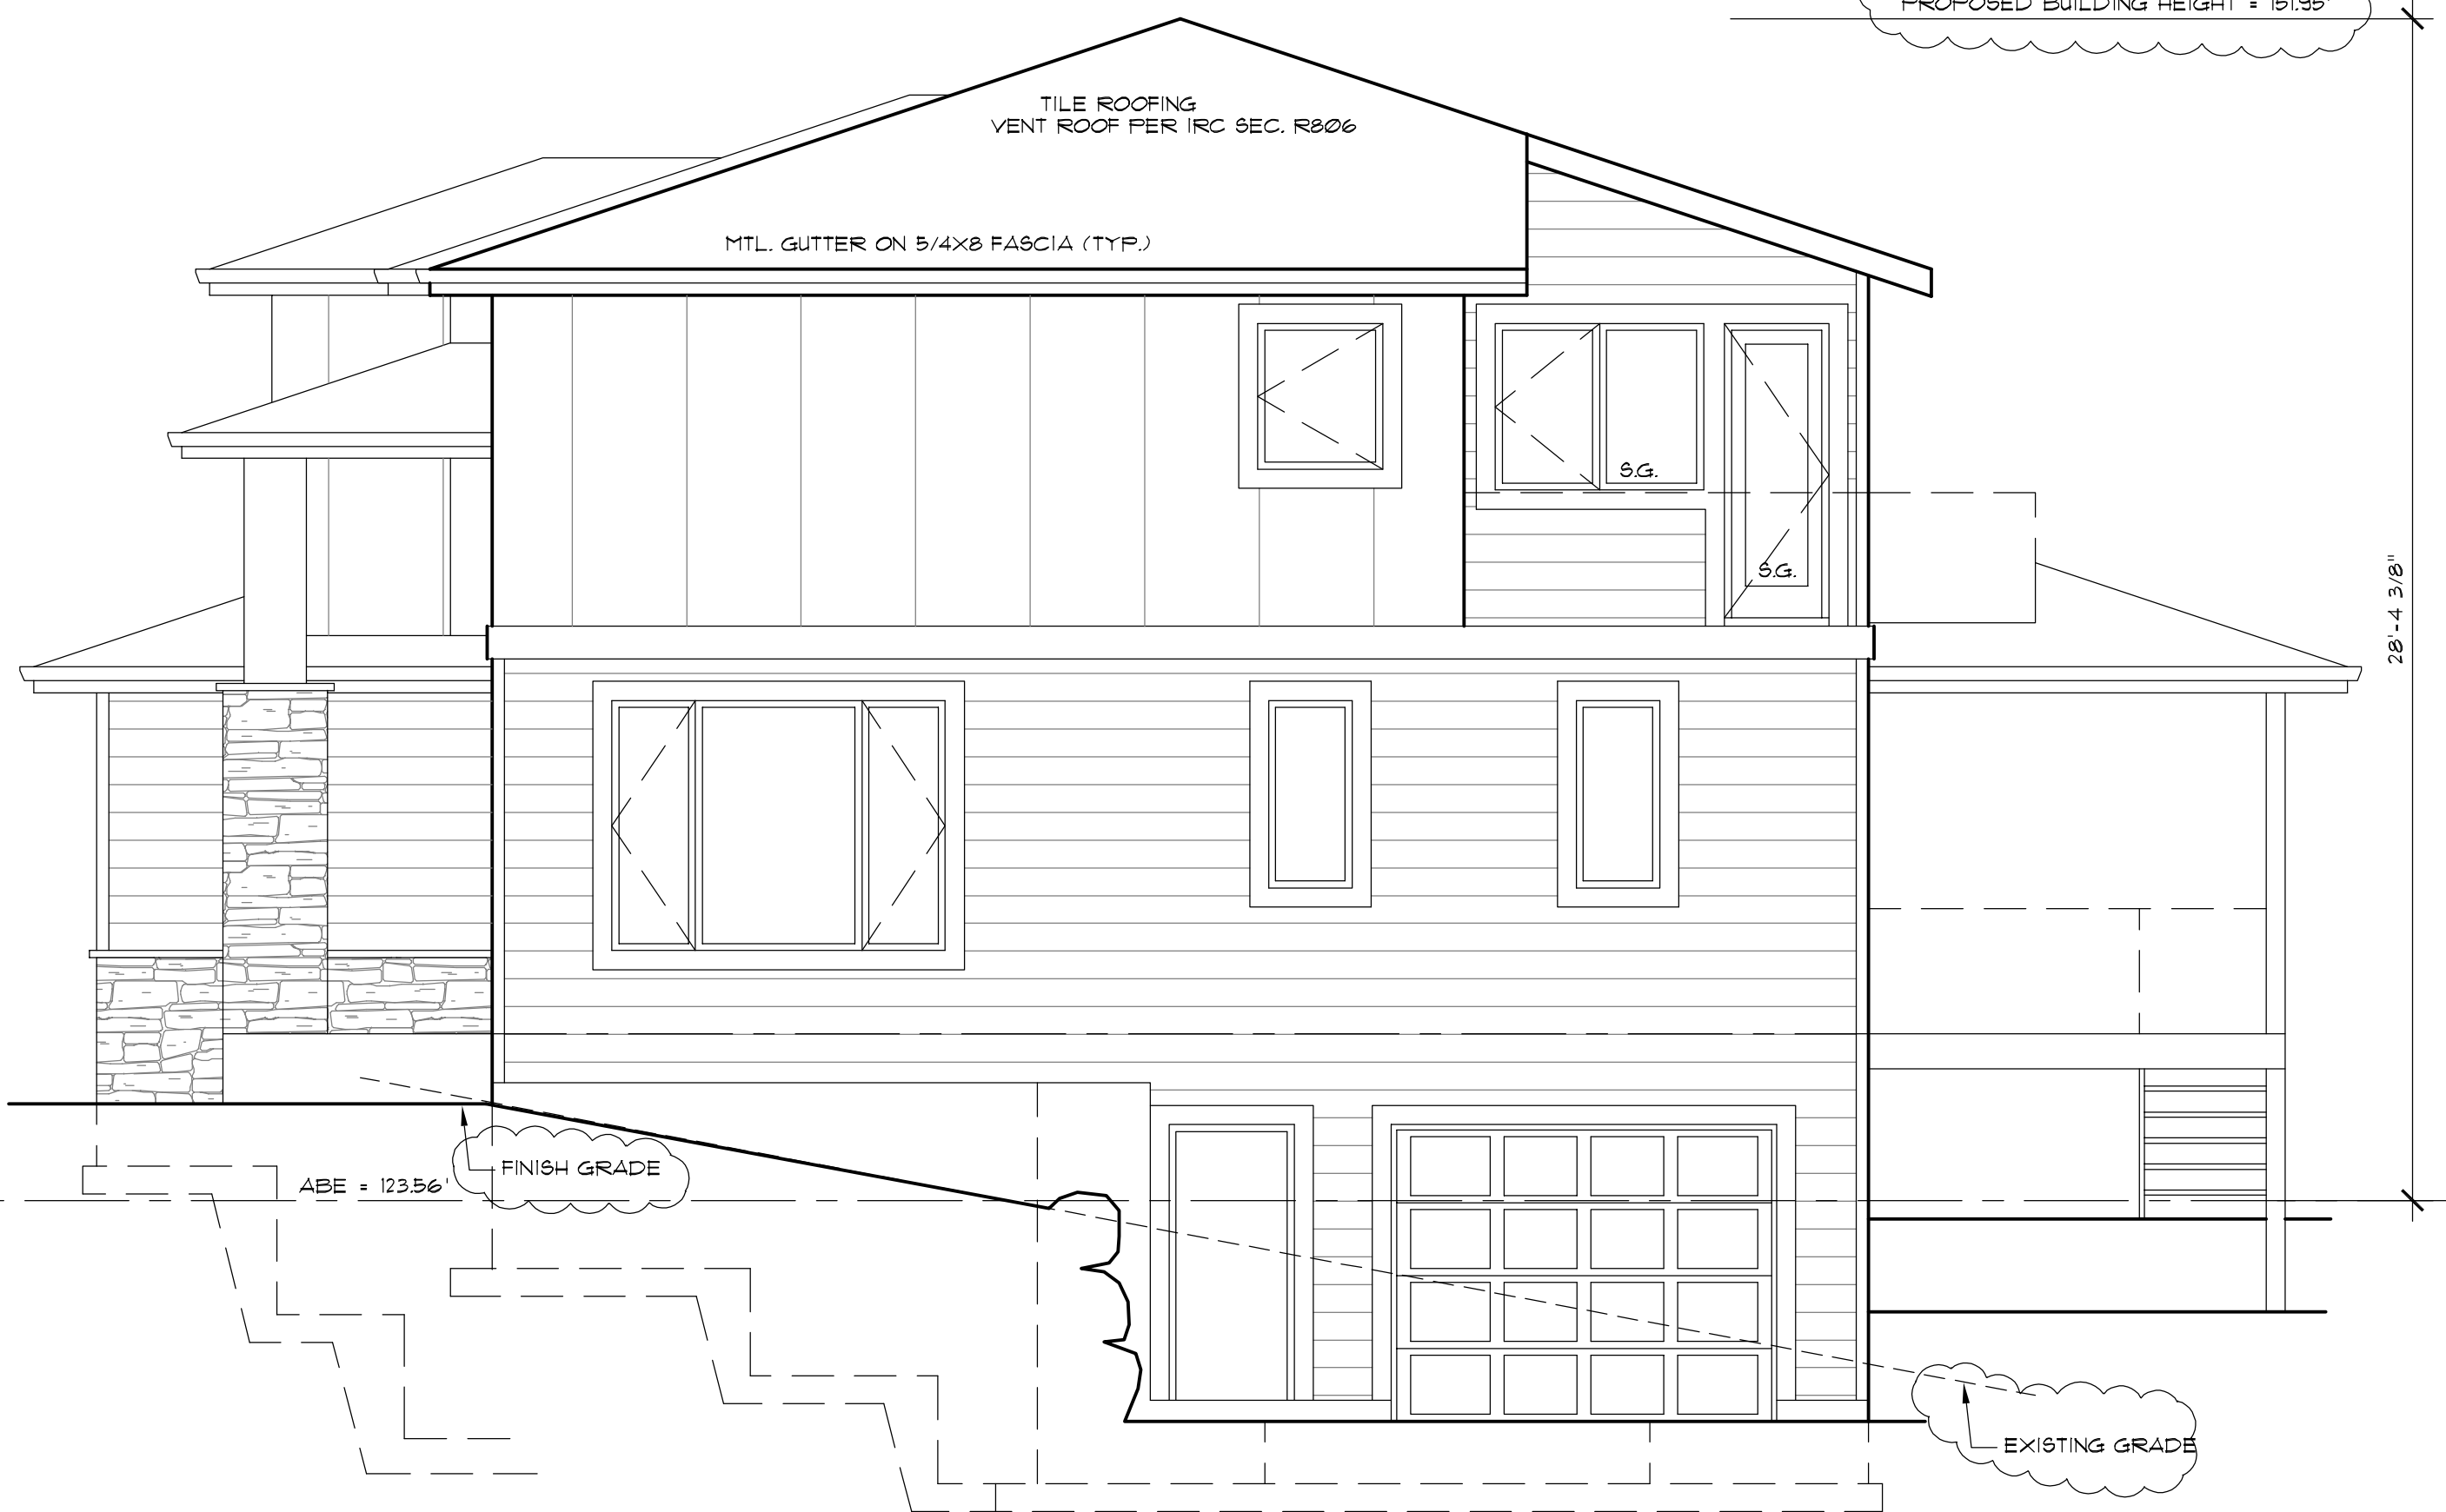 PROPOSED BUILDING HEIGHT = 151.95'
TILE ROOFING
VENT ROOF PER IRC SEC. R806
MTL. GUTTER ON 5/4X8 FASCIA (TYP.)
S.G.
S.G.
28'-4 3/8"
FINISH GRADE
ABE = 123.56'
EXISTING GRADE